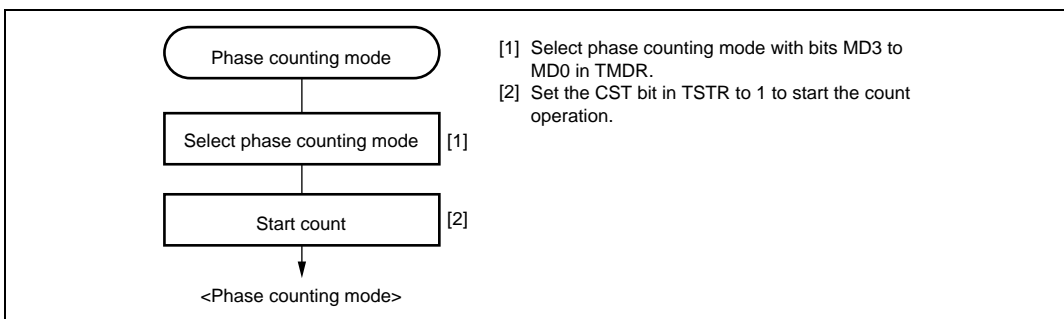 Phase counting mode
Select phase counting mode [1]
Start count [2]
<Phase counting mode>
[1] Select phase counting mode with bits MD3 to
MD0 in TMDR.
[2] Set the CST bit in TSTR to 1 to start the count
operation.